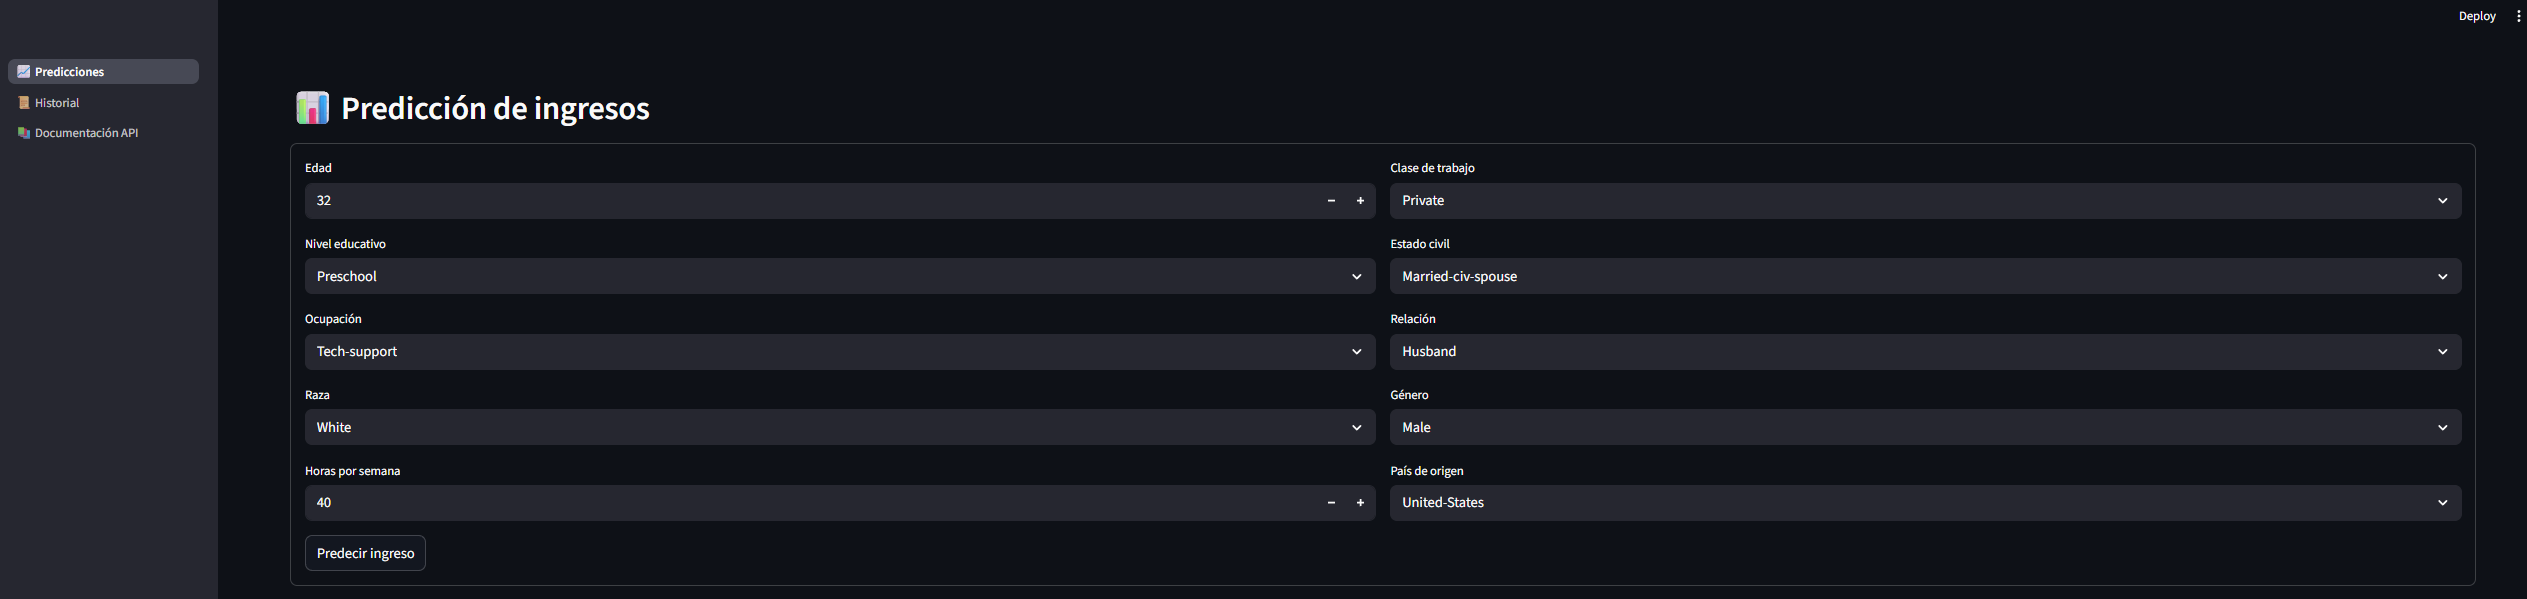 Deploy
Predicciones
Historial
Documentación API
Predicción de ingresos
Edad
32
Clase de trabajo
Private
Nivel educativo
Preschool
Estado civil
Married-civ-spouse
Ocupación
Tech-support
Relación
Husband
Raza
White
Género
Male
Horas por semana
40
País de origen
United-States
Predecir ingreso